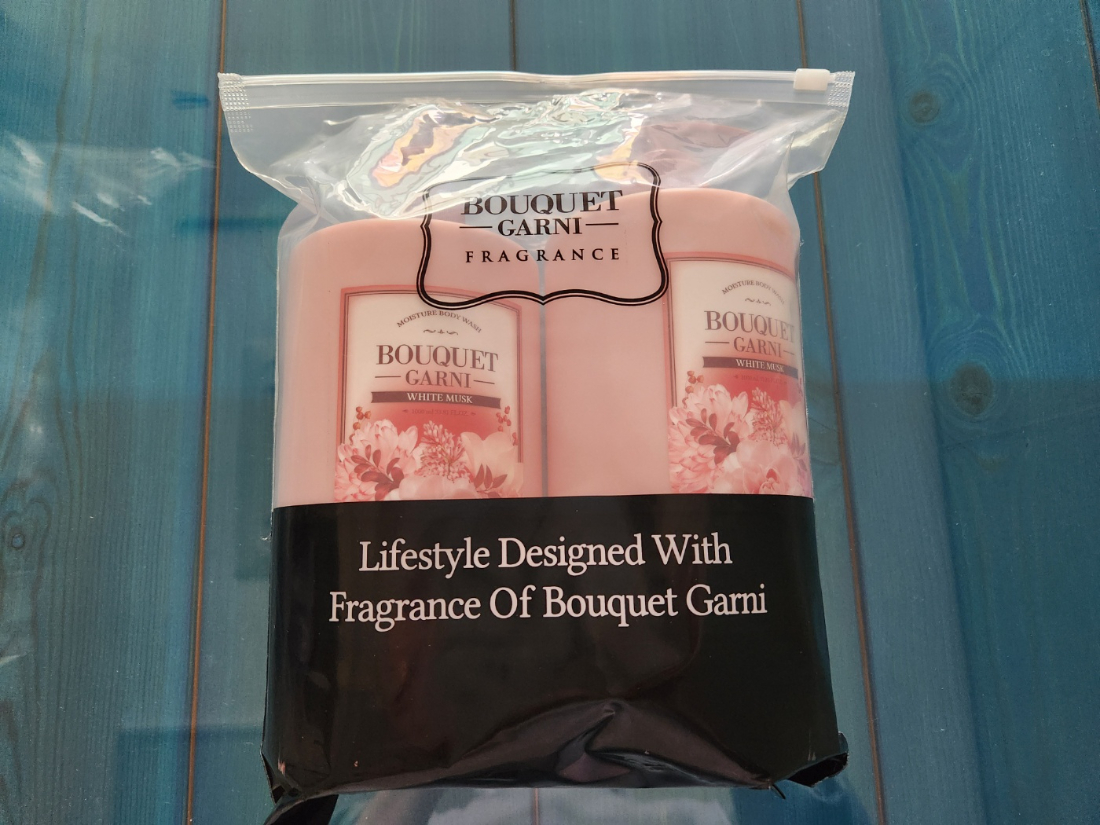 BOUQUET
GARNI
FRAGRANCE
MOISTURE BODY WASH
BOUQUET
GARNI
WHITE MUSK
MOISTURE BODY
BOUQUET
GARNI
WHITE MUSK
Lifestyle Designed With
Fragrance Of Bouquet Garni